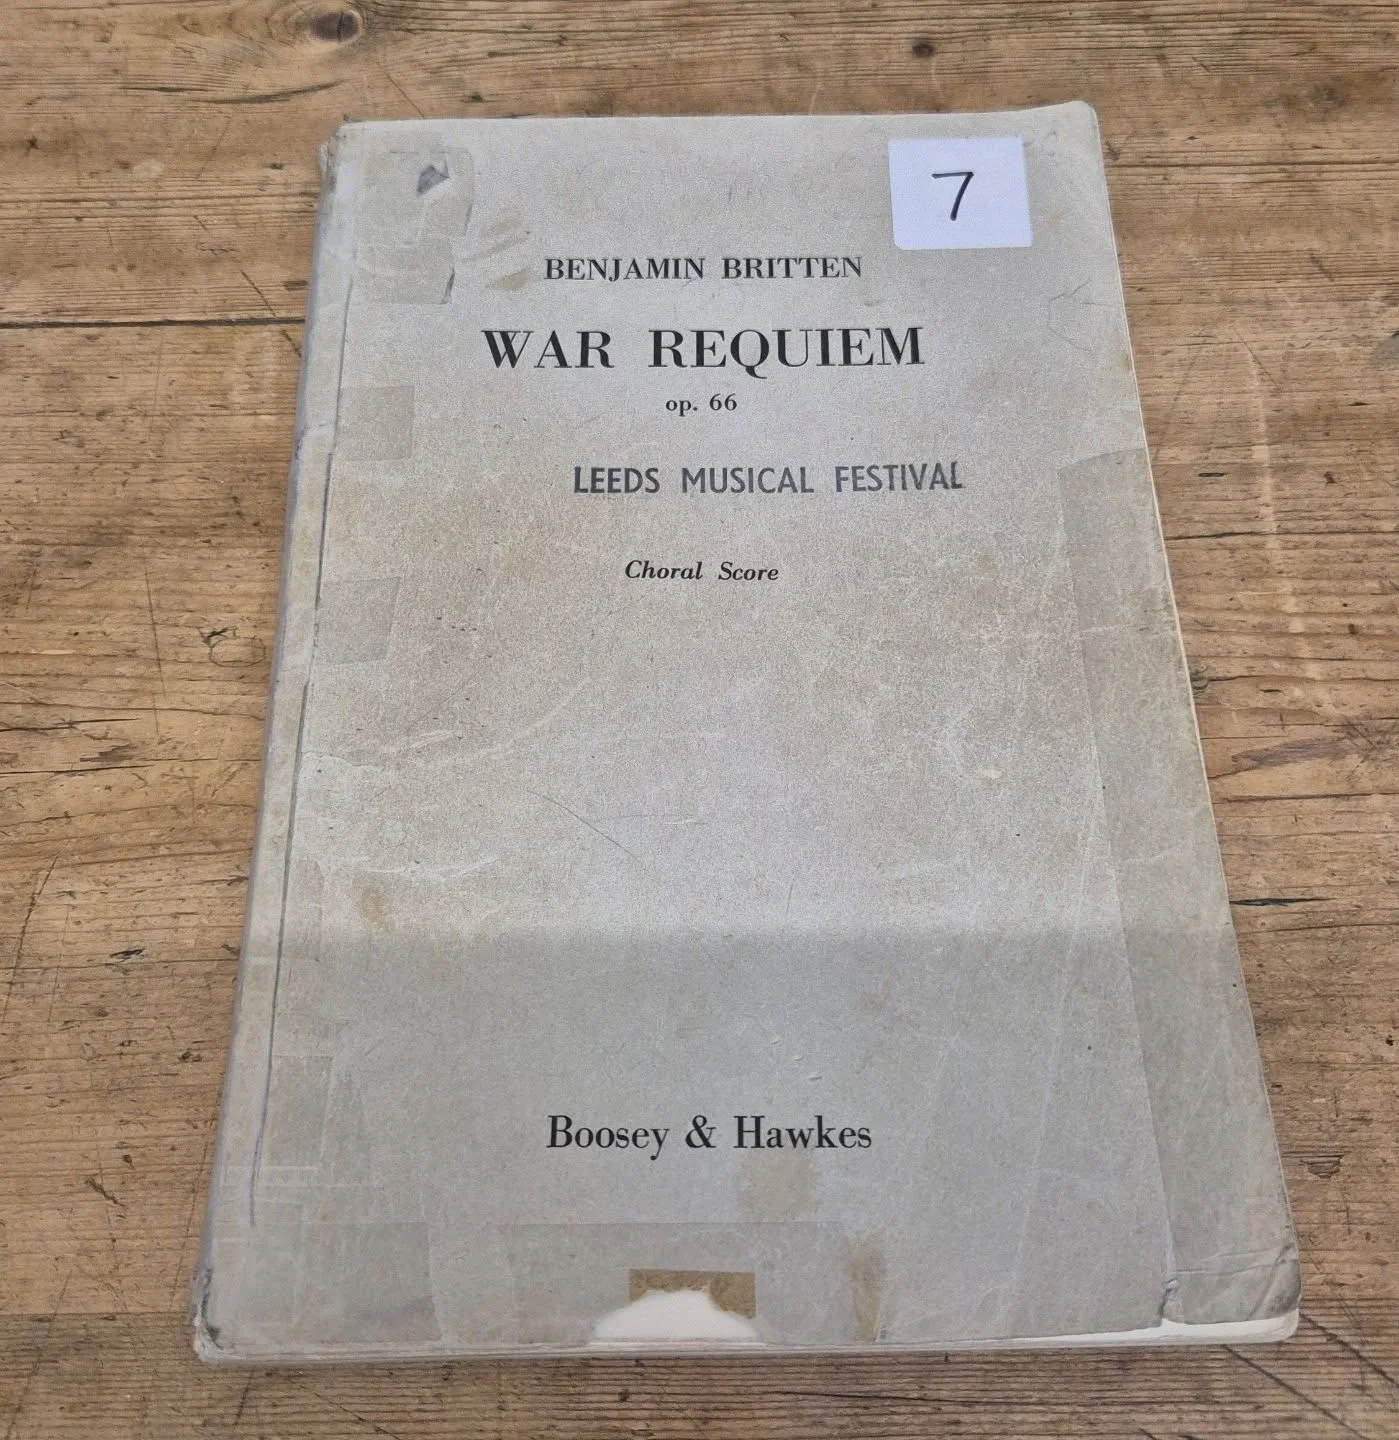 7
BENJAMIN BRITTEN
WAR REQUIEM
op. 66
LEEDS MUSICAL FESTIVAL
Choral Score
Boosey & Hawkes